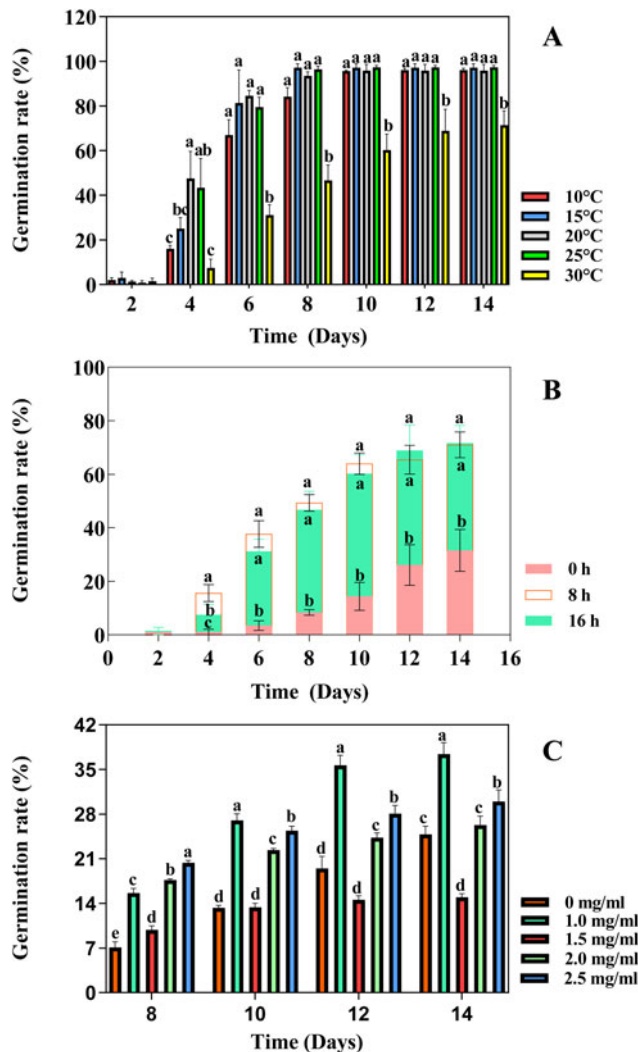 A
Germination rate (%)
120
100
80
60
40
20
0
a a a a
a a a a
a a a a
a a a a
a a a a
a ab
bc
c c
b b b b b
2 4 6 8 10 12 14
Time (Days)
10°C
15°C
20°C
25°C
30°C
B
Germination rate (%)
100
80
60
40
20
0
a a a a a a
a a a a a
b b b b b b
c
0 2 4 6 8 10 12 14 16
Time (Days)
0 h
8 h
16 h
C
Germination rate (%)
42
35
28
21
14
7
0
e c d b a
d a d c b
d a d c b
d a d c b
8 10 12 14
Time (Days)
0 mg/ml
1.0 mg/ml
1.5 mg/ml
2.0 mg/ml
2.5 mg/ml